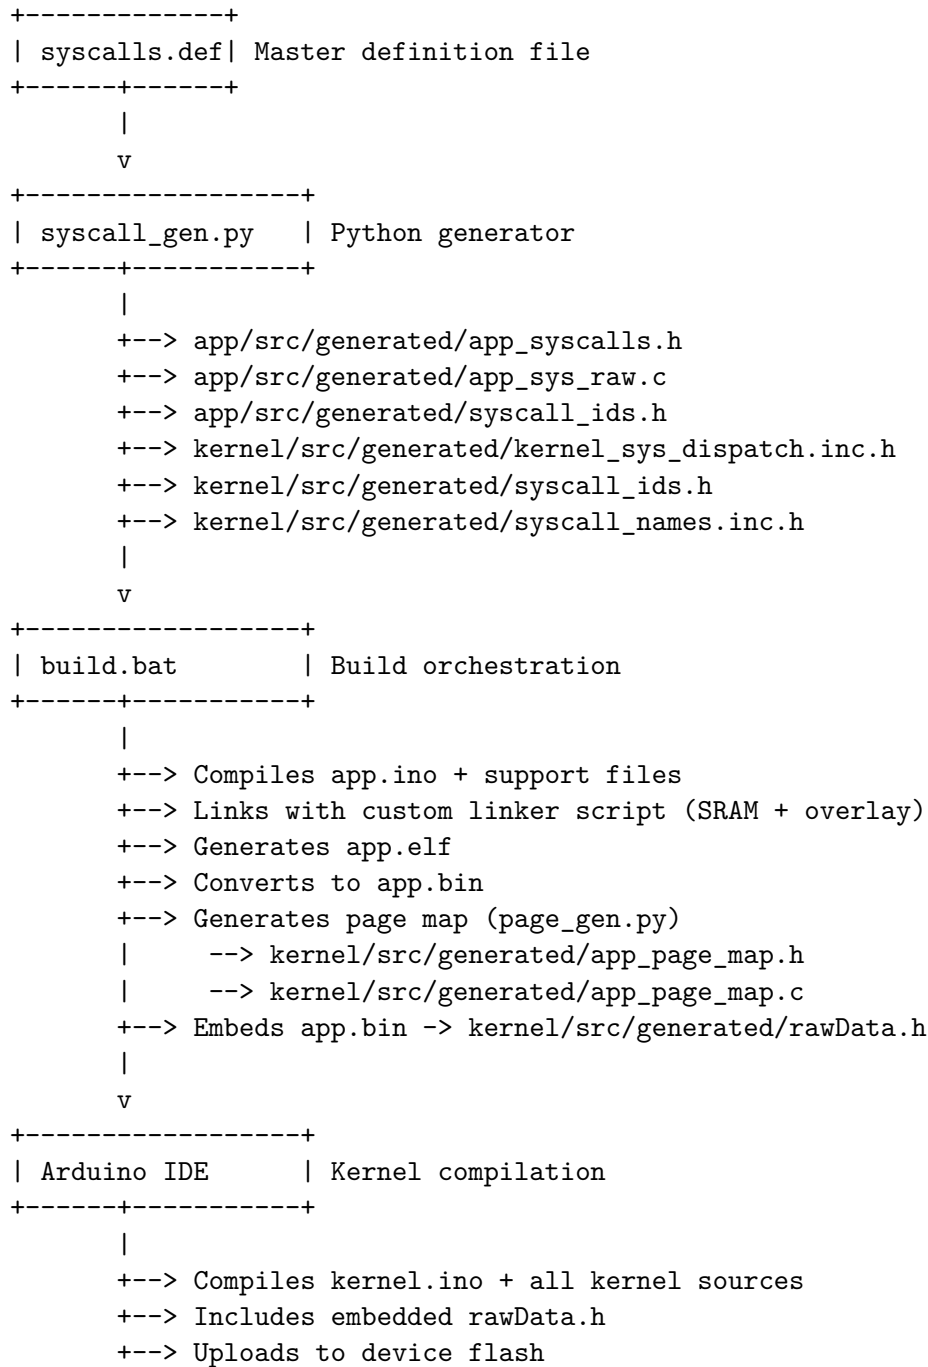 +-------------+
| syscalls.def| Master definition file
+------+------+
       |
       v
+------------------+
| syscall_gen.py   | Python generator
+------+-----------+
       |
       +--> app/src/generated/app_syscalls.h
       +--> app/src/generated/app_sys_raw.c
       +--> app/src/generated/syscall_ids.h
       +--> kernel/src/generated/kernel_sys_dispatch.inc.h
       +--> kernel/src/generated/syscall_ids.h
       +--> kernel/src/generated/syscall_names.inc.h
       |
       v
+------------------+
| build.bat        | Build orchestration
+------+-----------+
       |
       +--> Compiles app.ino + support files
       +--> Links with custom linker script (SRAM + overlay)
       +--> Generates app.elf
       +--> Converts to app.bin
       +--> Generates page map (page_gen.py)
       |     --> kernel/src/generated/app_page_map.h
       |     --> kernel/src/generated/app_page_map.c
       +--> Embeds app.bin -> kernel/src/generated/rawData.h
       |
       v
+------------------+
| Arduino IDE      | Kernel compilation
+------+-----------+
       |
       +--> Compiles kernel.ino + all kernel sources
       +--> Includes embedded rawData.h
       +--> Uploads to device flash